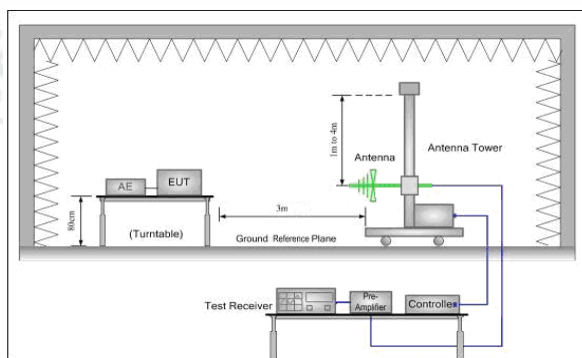 1m to 4m
Antenna
Antenna Tower
AE
EUT
80cm
(Turntable)
3m
Ground Reference Plane
Test Receiver
Pre-
Amplifier
Controller